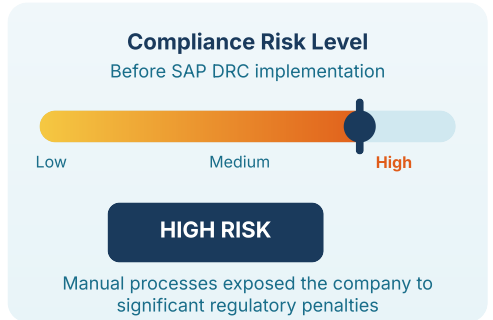 Compliance Risk Level
Before SAP DRC implementation
Low Medium High
HIGH RISK
Manual processes exposed the company to
significant regulatory penalties